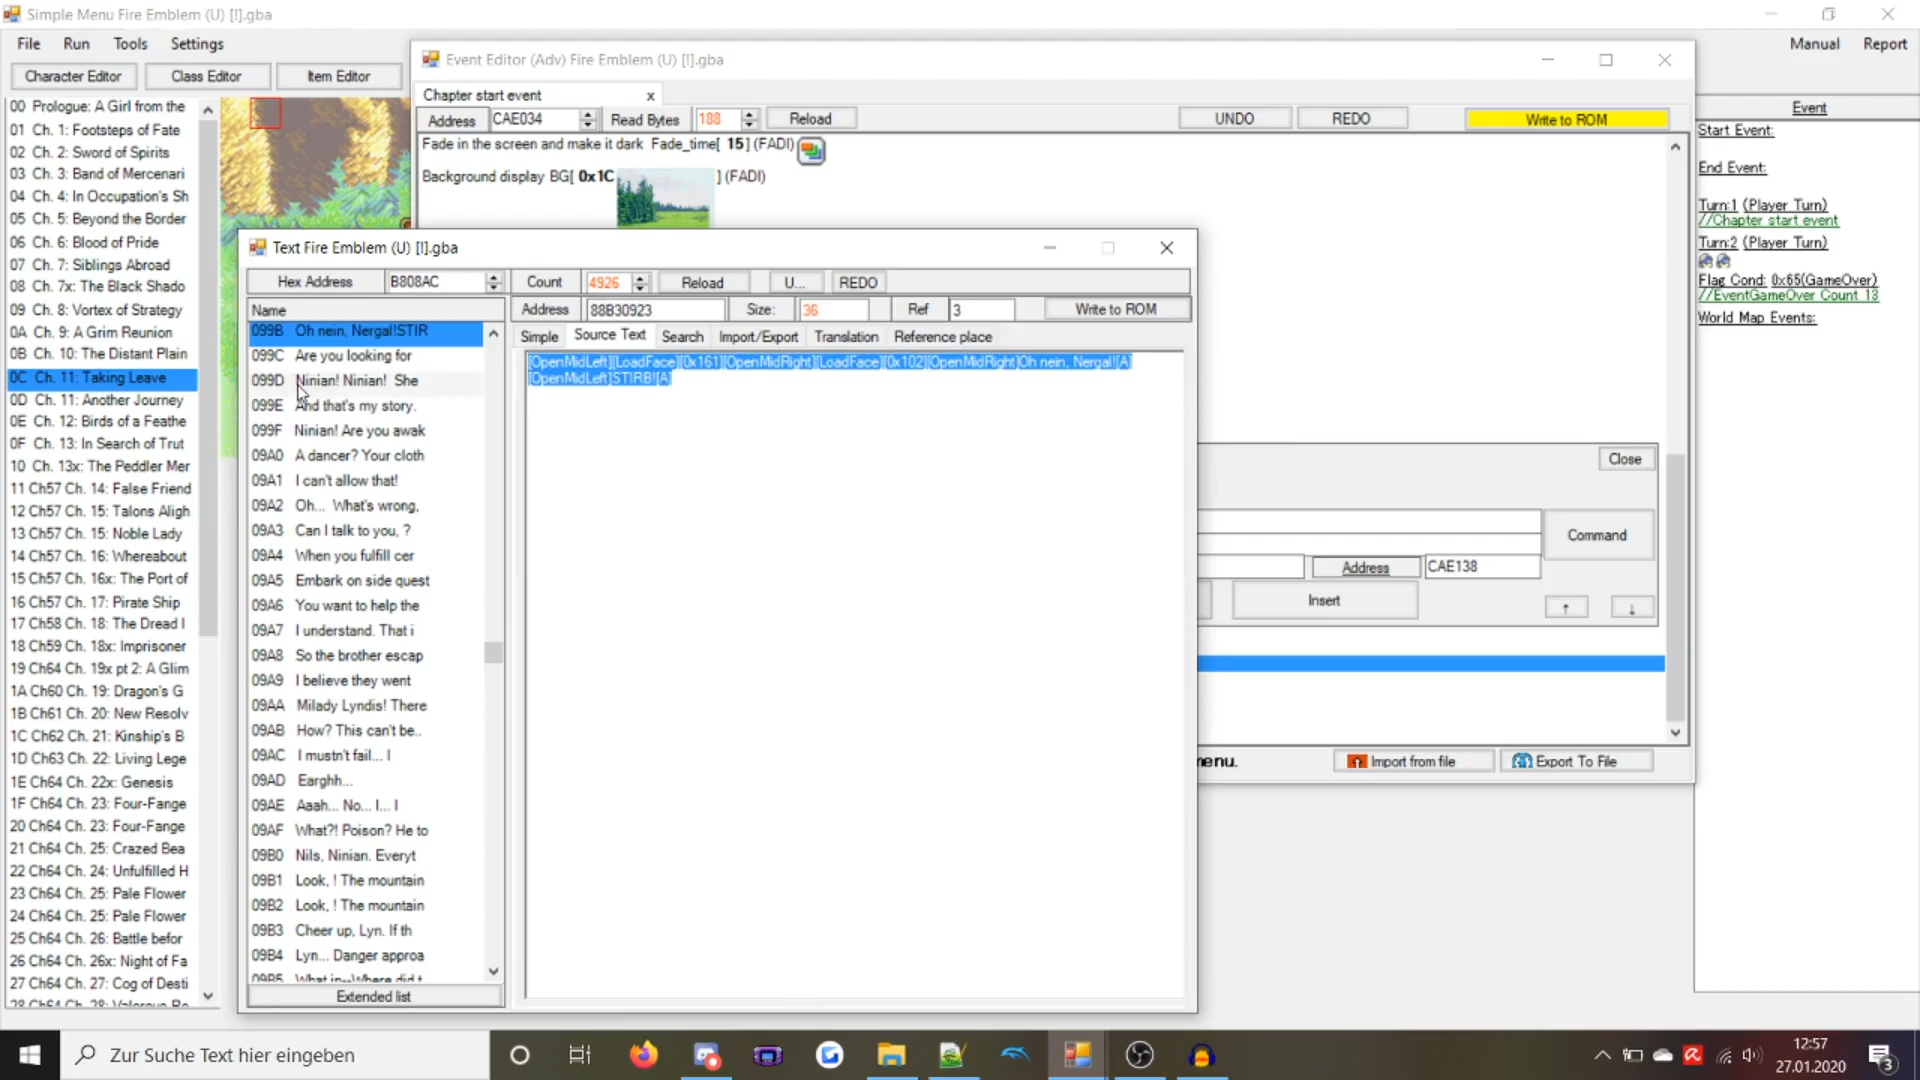 Simple Menu Fire Emblem (U) [!].gba
File Run Tools Settings
Manual Report
Character Editor Class Editor Item Editor
00 Prologue: A Girl from the
01 Ch. 1: Footsteps of Fate
02 Ch. 2: Sword of Spirits
03 Ch. 3: Band of Mercenari
04 Ch. 4: In Occupation's Sh
05 Ch. 5: Beyond the Border
06 Ch. 6: Blood of Pride
07 Ch. 7: Siblings Abroad
08 Ch. 7x: The Black Shado
09 Ch. 8: Vortex of Strategy
0A Ch. 9: A Grim Reunion
0B Ch. 10: The Distant Plain
0C Ch. 11: Taking Leave
0D Ch. 11: Another Journey
0E Ch. 12: Birds of a Feathe
0F Ch. 13: In Search of Trut
10 Ch. 13x: The Peddler Mer
11 Ch57 Ch. 14: False Friend
12 Ch57 Ch. 15: Talons Aligh
13 Ch57 Ch. 15: Noble Lady
14 Ch57 Ch. 16: Whereabout
15 Ch57 Ch. 16x: The Port of
16 Ch57 Ch. 17: Pirate Ship
17 Ch58 Ch. 18: The Dread I
18 Ch59 Ch. 18x: Imprisoner
19 Ch64 Ch. 19x pt 2: A Glim
1A Ch60 Ch. 19: Dragon's G
1B Ch61 Ch. 20: New Resolv
1C Ch62 Ch. 21: Kinship's B
1D Ch63 Ch. 22: Living Lege
1E Ch64 Ch. 22x: Genesis
1F Ch64 Ch. 23: Four-Fange
20 Ch64 Ch. 23: Four-Fange
21 Ch64 Ch. 25: Crazed Bea
22 Ch64 Ch. 24: Unfulfilled H
23 Ch64 Ch. 25: Pale Flower
24 Ch64 Ch. 25: Pale Flower
25 Ch64 Ch. 26: Battle befor
26 Ch64 Ch. 26x: Night of Fa
27 Ch64 Ch. 27: Cog of Desti
Event Editor (Adv) Fire Emblem (U) [!].gba
Chapter start event x
Address CAE034 Read Bytes 188 Reload UNDO REDO Write to ROM
Fade in the screen and make it dark Fade_time[ 15] (FADI)
Background display BG[ 0x1C ] (FADI)
Close
Command
Address CAE138
Insert ↑ ↓
menu.
Import from file Export To File
Text Fire Emblem (U) [!].gba
Hex Address B808AC Count 4926 Reload U... REDO
Name
Address 88B30923 Size: 36 Ref 3 Write to ROM
Simple Source Text Search Import/Export Translation Reference place
[OpenMidLeft][LoadFace][0x161][OpenMidRight][LoadFace][0x102][OpenMidRight]Oh nein, Nergal![A]
[OpenMidLeft]STIRB![A]
099B Oh nein, Nergal!STIR
099C Are you looking for
099D Ninian! Ninian! She
099E And that's my story.
099F Ninian! Are you awak
09A0 A dancer? Your cloth
09A1 I can't allow that!
09A2 Oh... What's wrong,
09A3 Can I talk to you, ?
09A4 When you fulfill cer
09A5 Embark on side quest
09A6 You want to help the
09A7 I understand. That i
09A8 So the brother escap
09A9 I believe they went
09AA Milady Lyndis! There
09AB How? This can't be..
09AC I mustn't fail... I
09AD Earghh...
09AE Aaah... No... I... I
09AF What?! Poison? He to
09B0 Nils, Ninian. Everyt
09B1 Look, ! The mountain
09B2 Look, ! The mountain
09B3 Cheer up, Lyn. If th
09B4 Lyn... Danger approa
Extended list
Event
Start Event:
End Event:
Turn:1 (Player Turn)
//Chapter start event
Turn:2 (Player Turn)
Flag Cond: 0x65(GameOver)
//EventGameOver Count 13
World Map Events:
Zur Suche Text hier eingeben
12:57
27.01.2020
3